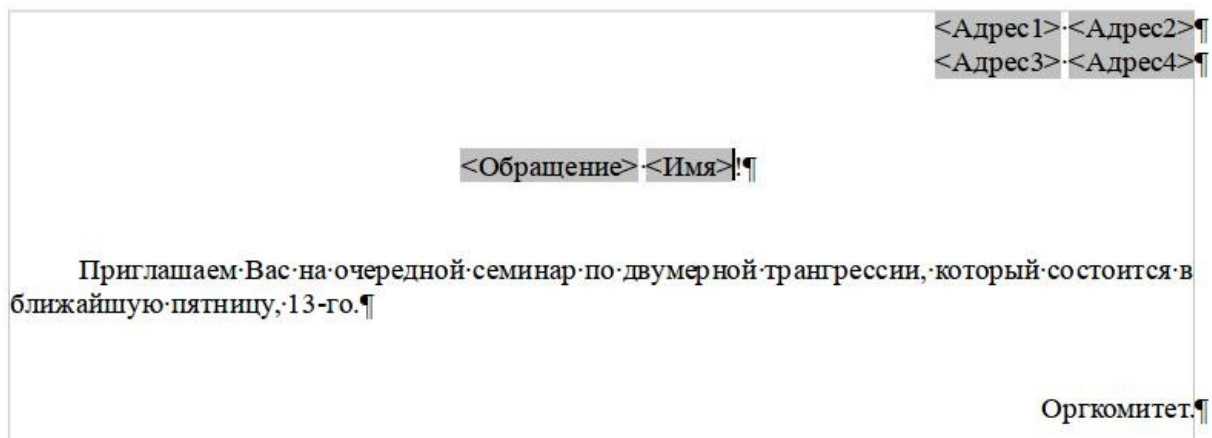 <Адрес1> <Адрес2>¶
<Адрес3> <Адрес4>¶
<Обращение> <Имя>!¶
Приглашаем·Вас·на·очередной·семинар·по·двумерной·трангрессии,·который·состоится·в
ближайшую·пятницу,·13-го.¶
Оргкомитет.¶